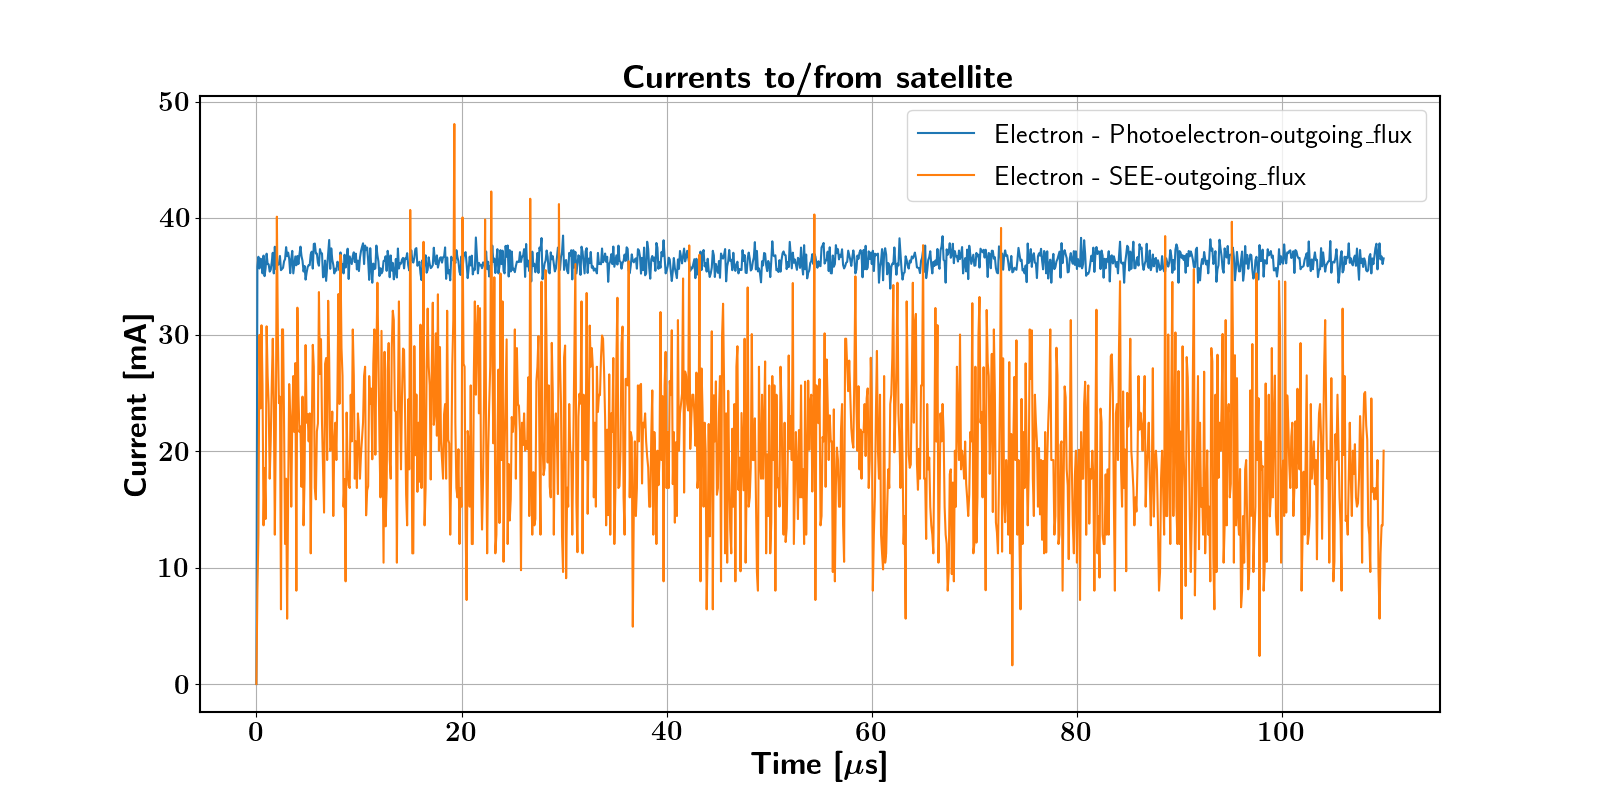 Currents to/from satellite
50
40
30
20
10
0
Current [mA]
Electron - Photoelectron-outgoing_flux
Electron - SEE-outgoing_flux
0 20 40 60 80 100
Time [μs]